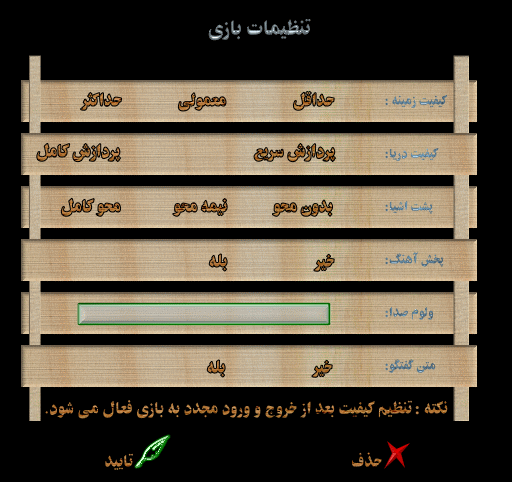 تنظیمات بازی
کیفیت زمینه : حداقل معمولی حداکثر
کیفیت دریا: پردازش سریع پردازش کامل
پشت اشیا: بدون محو نیمه محو محو کامل
پخش آهنگ: خیر بله
ولوم صدا:
متن گفتگو: خیر بله
نکته : تنظیم کیفیت بعد از خروج و ورود مجدد به بازی فعال می شود.
حذف تایید